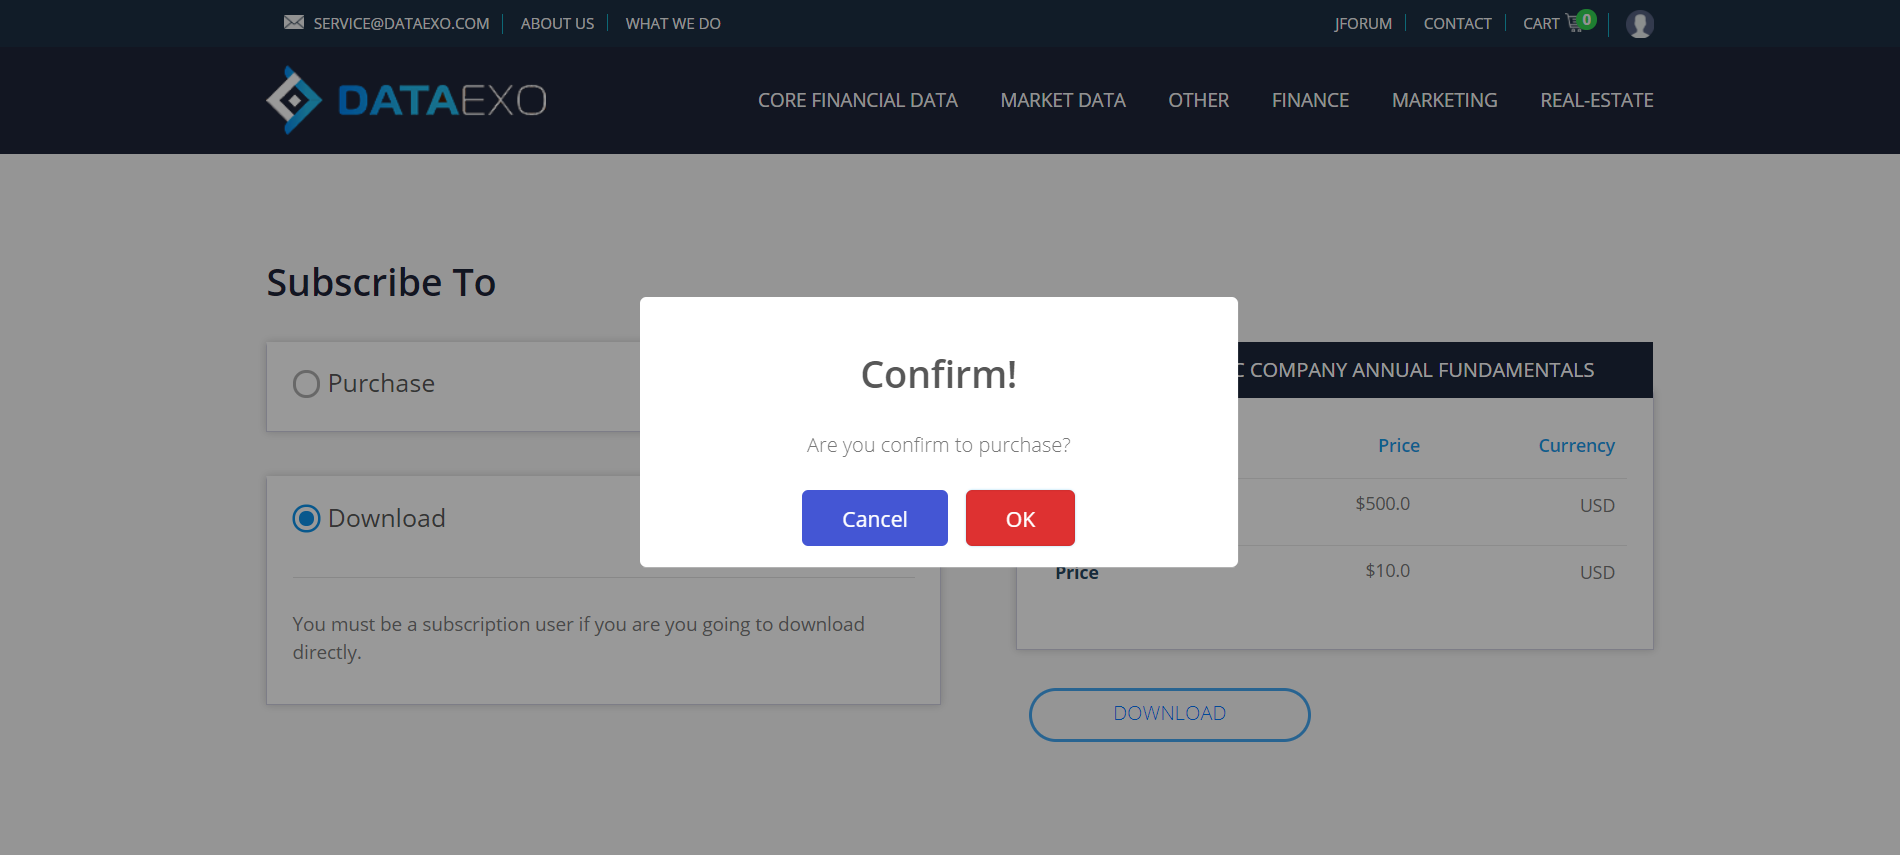 SERVICE@DATAEXO.COM ABOUT US WHAT WE DO JFORUM CONTACT CART 0
DATAEXO CORE FINANCIAL DATA MARKET DATA OTHER FINANCE MARKETING REAL-ESTATE
Subscribe To
Purchase
Download
You must be a subscription user if you are you going to download
directly.
Confirm!
Are you confirm to purchase?
Cancel OK
COMPANY ANNUAL FUNDAMENTALS
Price Currency
$500.0 USD
Price $10.0 USD
DOWNLOAD